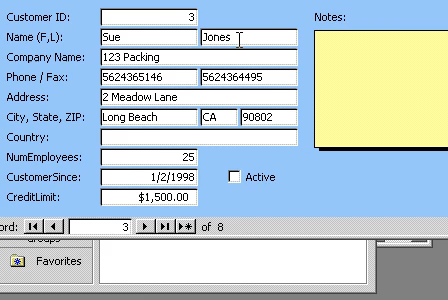 Customer ID: 3 Notes:
Name (F,L): Sue Jones
Company Name: 123 Packing
Phone / Fax: 5624365146 5624364495
Address: 2 Meadow Lane
City, State, ZIP: Long Beach CA 90802
Country:
NumEmployees: 25
CustomerSince: 1/2/1998 Active
CreditLimit: $1,500.00
ord: 3 of 8
Favorites